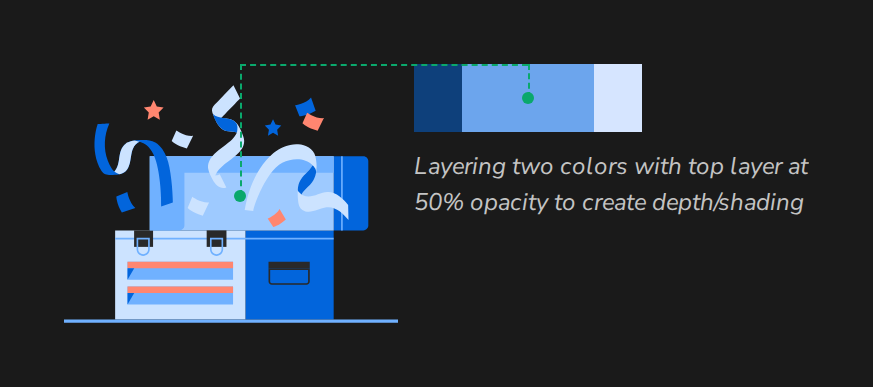 Layering two colors with top layer at
50% opacity to create depth/shading